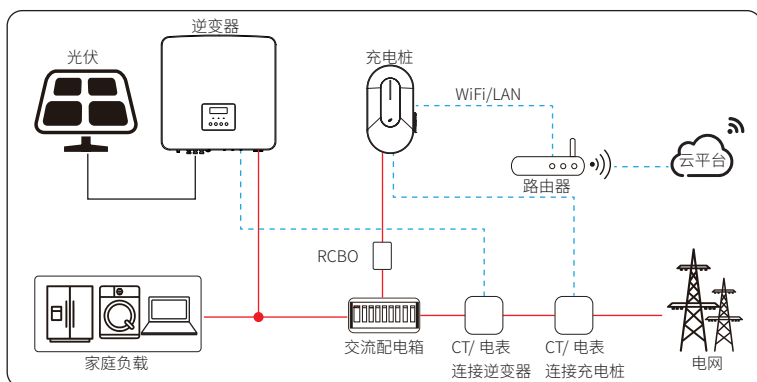 逆变器
光伏
充电桩
WiFi/LAN
云平台
路由器
RCBO
家庭负载
交流配电箱
CT/ 电表
连接逆变器
CT/ 电表
连接充电桩
电网